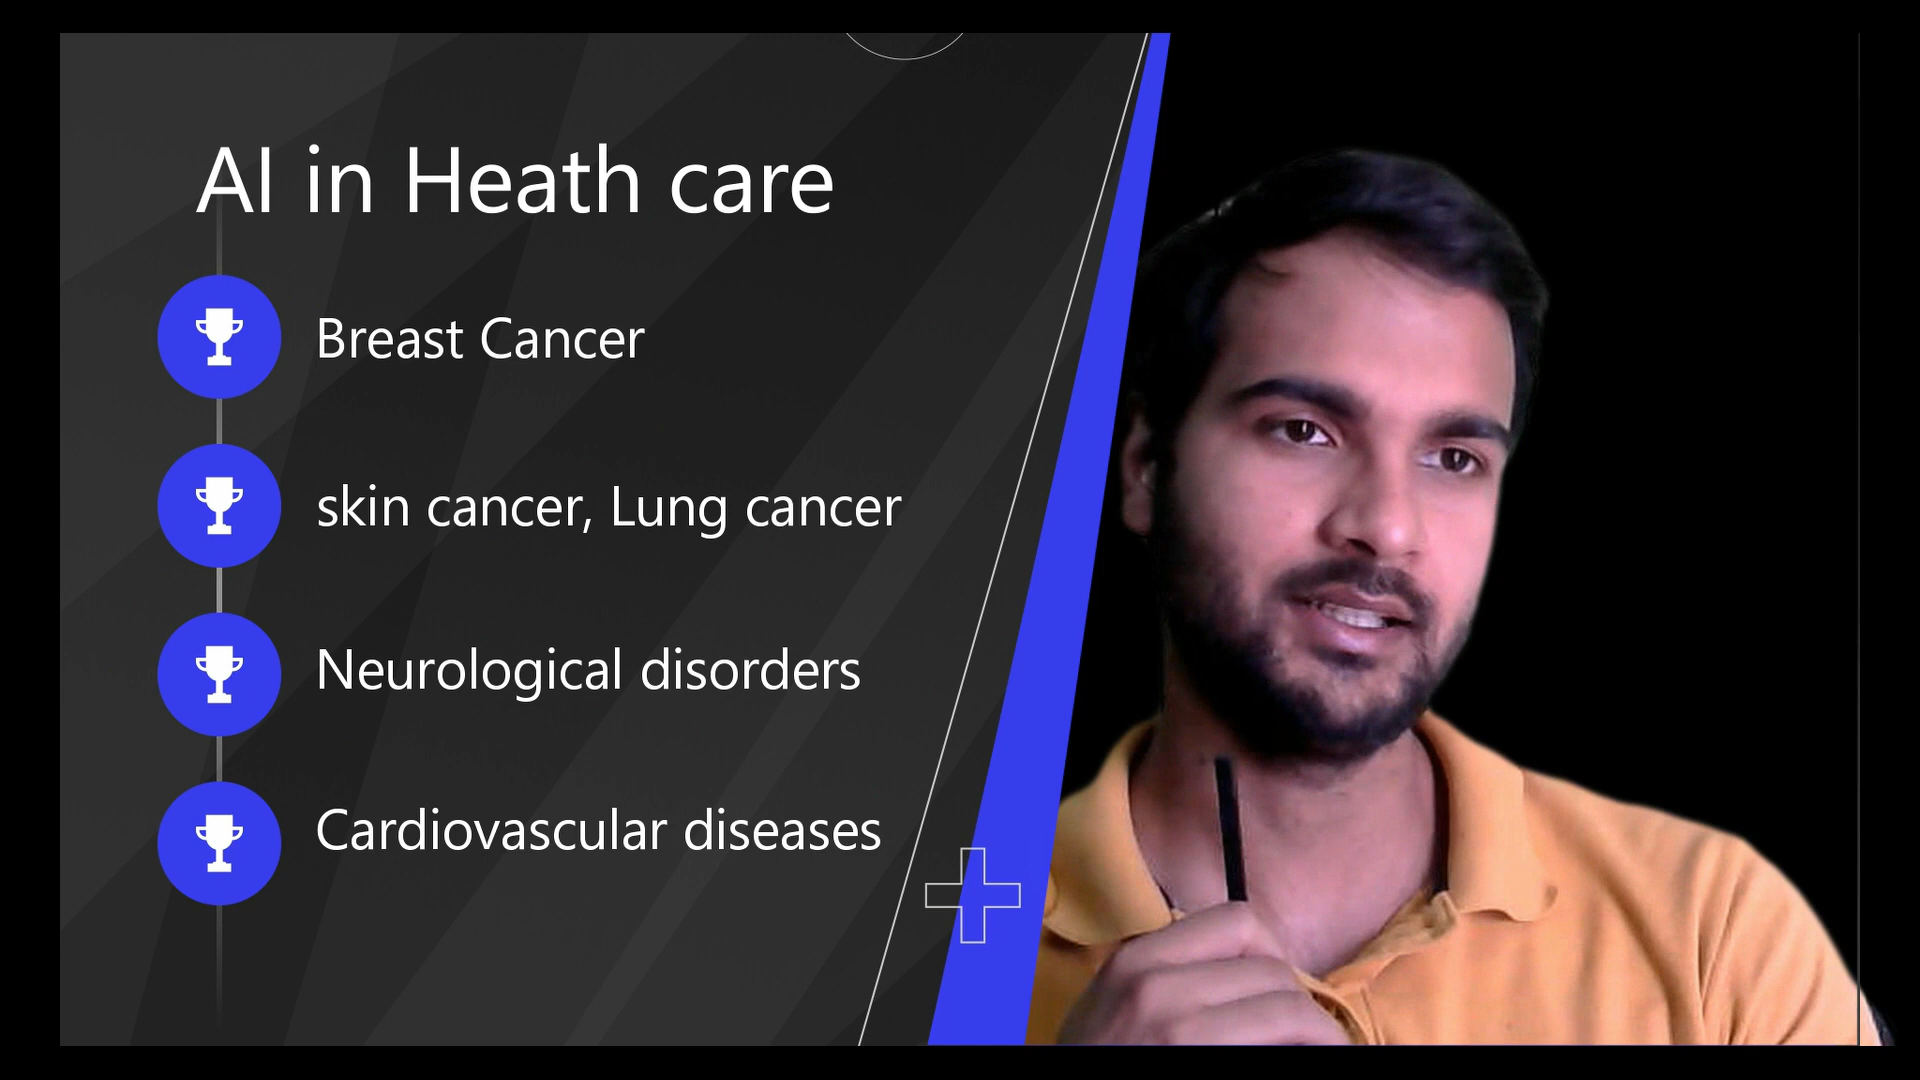 AI in Heath care
Breast Cancer
skin cancer, Lung cancer
Neurological disorders
Cardiovascular diseases